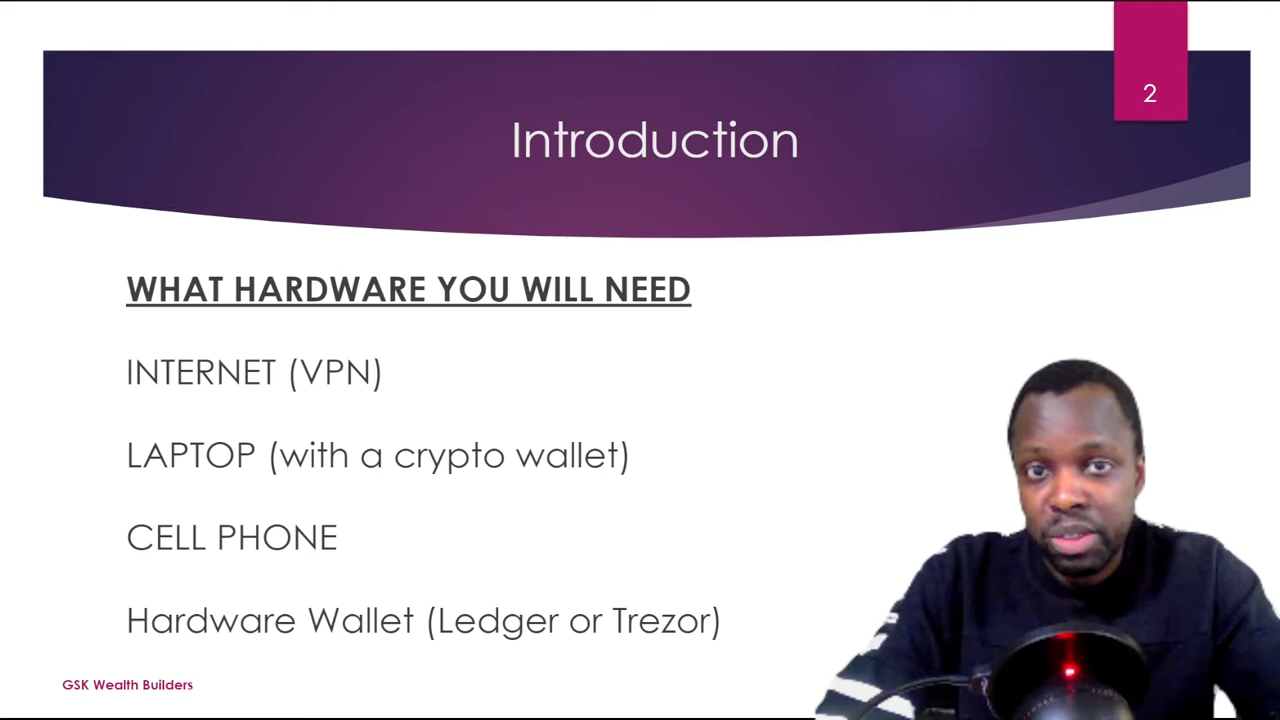 2
Introduction
WHAT HARDWARE YOU WILL NEED
INTERNET (VPN)
LAPTOP (with a crypto wallet)
CELL PHONE
Hardware Wallet (Ledger or Trezor)
GSK Wealth Builders